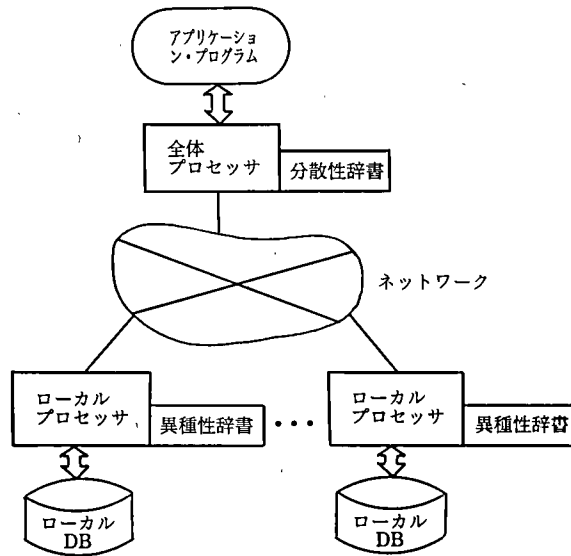 アプリケーショ
ン・プログラム
全体
プロセッサ
分散性辞書
ネットワーク
ローカル
プロセッサ
異種性辞書
・・・
ローカル
プロセッサ
異種性辞書
ローカル
DB
ローカル
DB